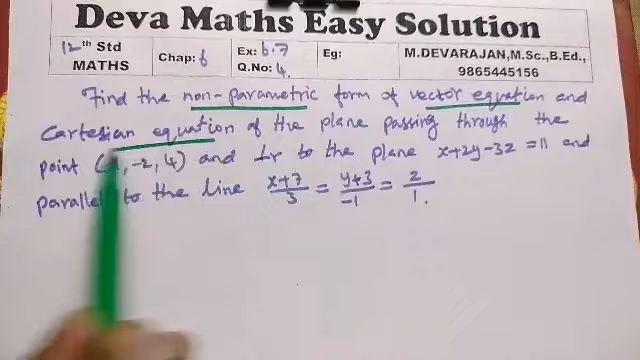 Deva Maths Easy Solution
12th Std MATHS Chap: 6 Ex: 6.7 Q.No: 4. Eg: M.DEVARAJAN,M.Sc.,B.Ed., 9865445156
Find the non-parametric form of vector equation and
Cartesian equation of the plane passing through the
point ( , -2, 4) and ⊥r to the plane x+2y-3z = 11 and
parallel to the line x+7/3 = y+3/-1 = z/1.